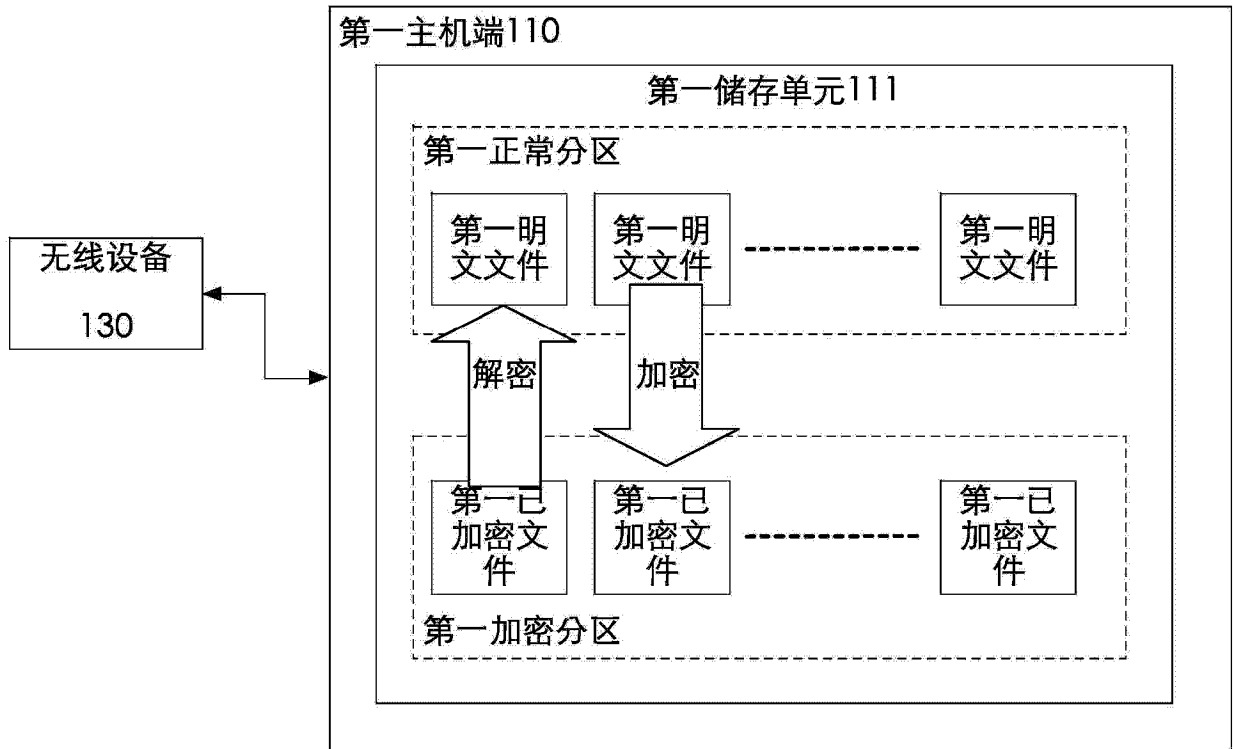 第一主机端110
第一储存单元111
第一正常分区
第一明
文文件
第一明
文文件
第一明
文文件
无线设备
130
解密
加密
第一已
加密文
件
第一已
加密文
件
第一已
加密文
件
第一加密分区